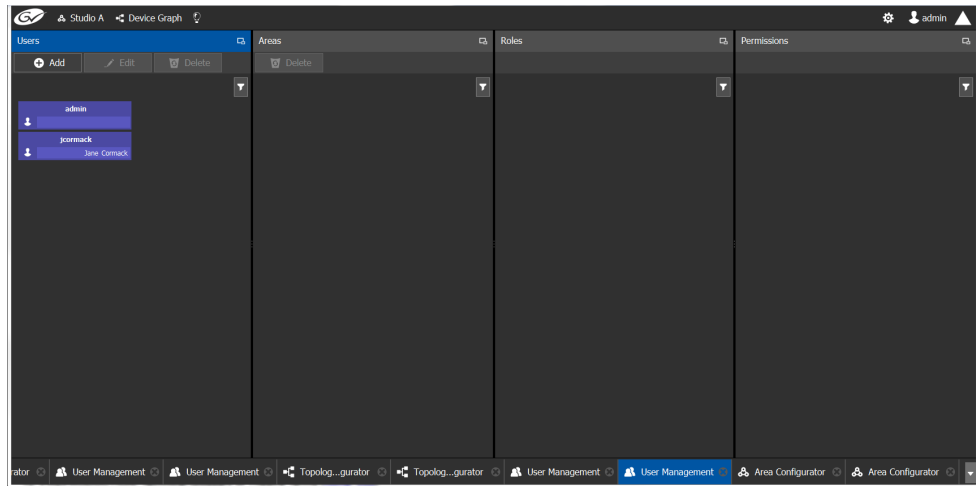 GV Studio A Device Graph admin
Users Areas Roles Permissions
Add Edit Delete Delete
admin
jcormack
Jane Cormack
rator User Management User Management Topolog...gurator Topolog...gurator User Management User Management Area Configurator Area Configurator